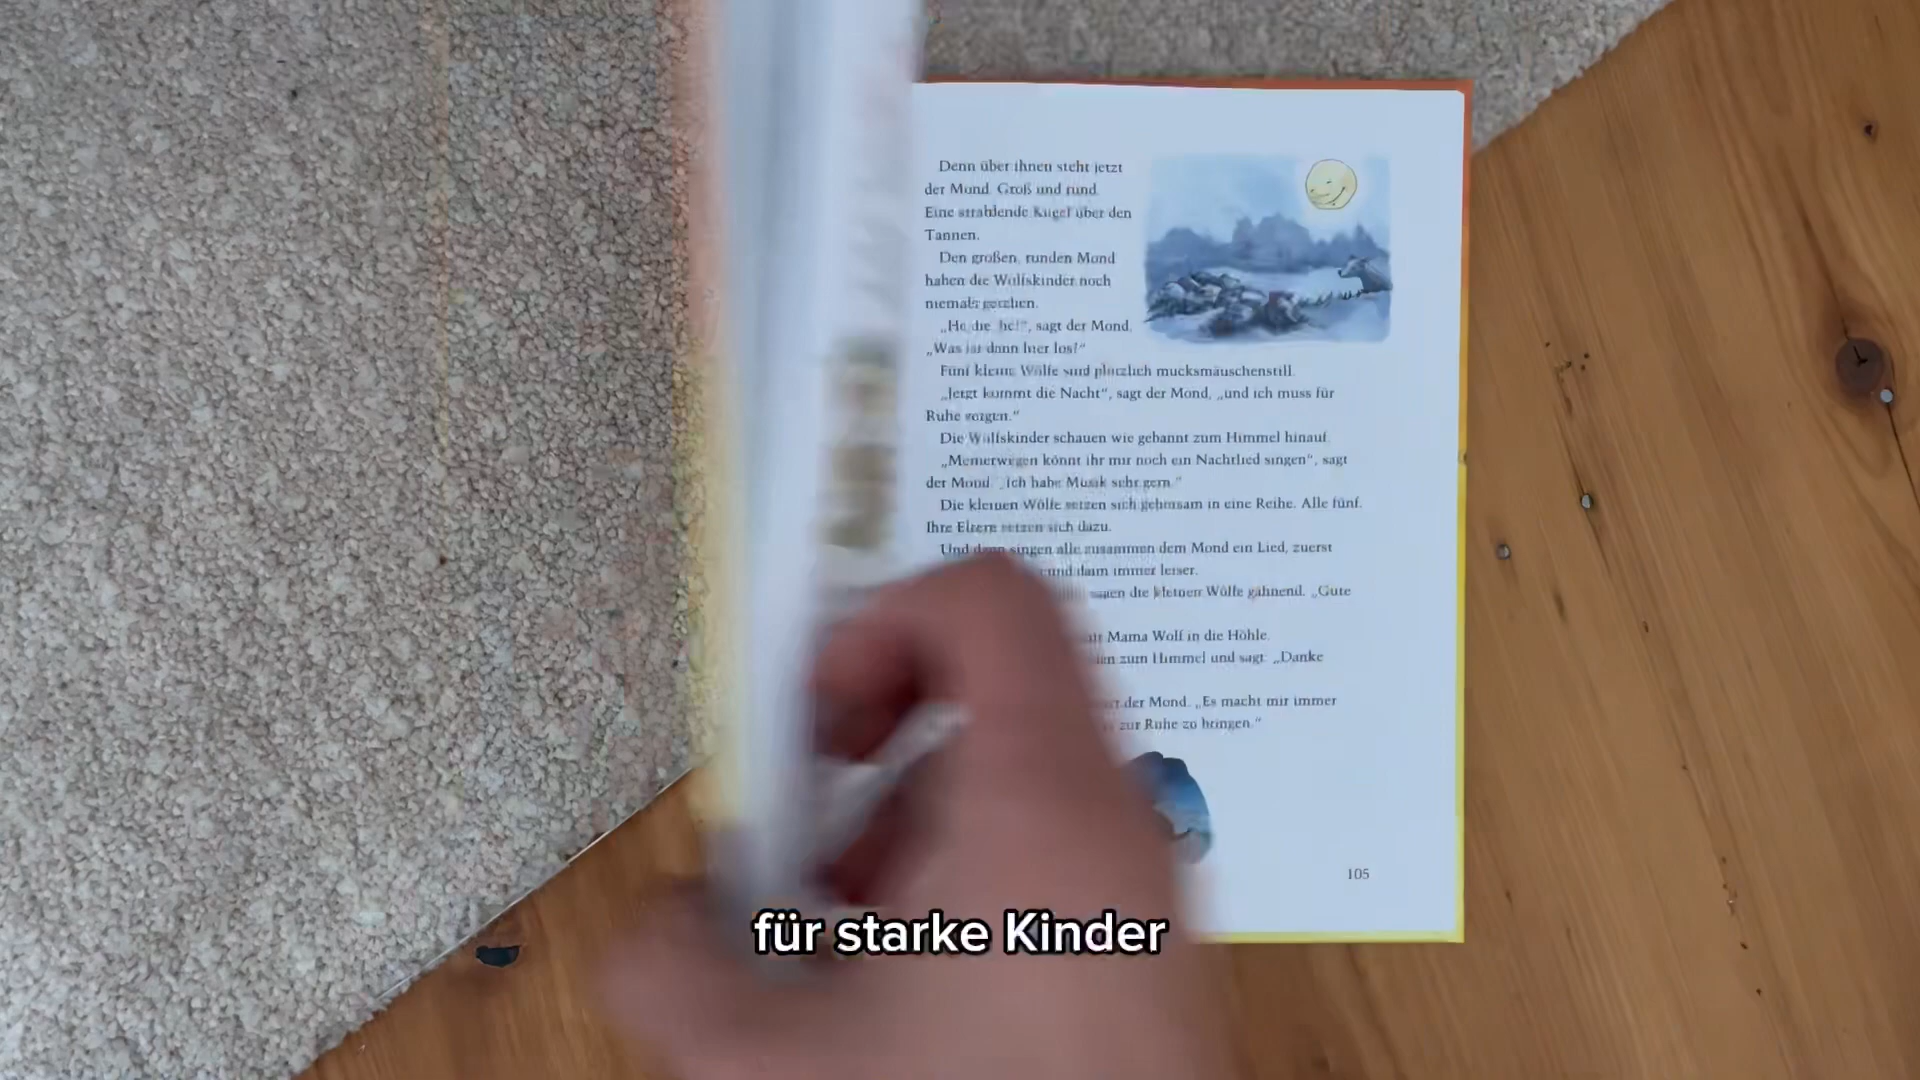 Denn über ihnen steht jetzt
der Mond. Groß und rund.
Eine strahlende Kugel über den
Tannen.
Den großen, runden Mond
haben die Wolfskinder noch
niemals gesehen.
„He, he, he!“, sagt der Mond.
„Was ist denn hier los?“
Fünf kleine Wölfe sind plötzlich mucksmäuschenstill.
„Jetzt kommt die Nacht“, sagt der Mond, „und ich muss für
Ruhe sorgen.“
Die Wolfskinder schauen wie gebannt zum Himmel hinauf.
„Meinetwegen könnt ihr mir noch ein Nachtlied singen“, sagt
der Mond. „Ich habe Musik sehr gern.“
Die kleinen Wölfe setzen sich gehorsam in eine Reihe. Alle fünf.
Ihre Eltern setzen sich dazu.
Und dann singen alle zusammen dem Mond ein Lied, zuerst
und dann immer leiser.
sagen die kleinen Wölfe gähnend. „Gute
Mama Wolf in die Höhle.
zum Himmel und sagt: „Danke
der Mond. „Es macht mir immer
zur Ruhe zu bringen.“
105
für starke Kinder